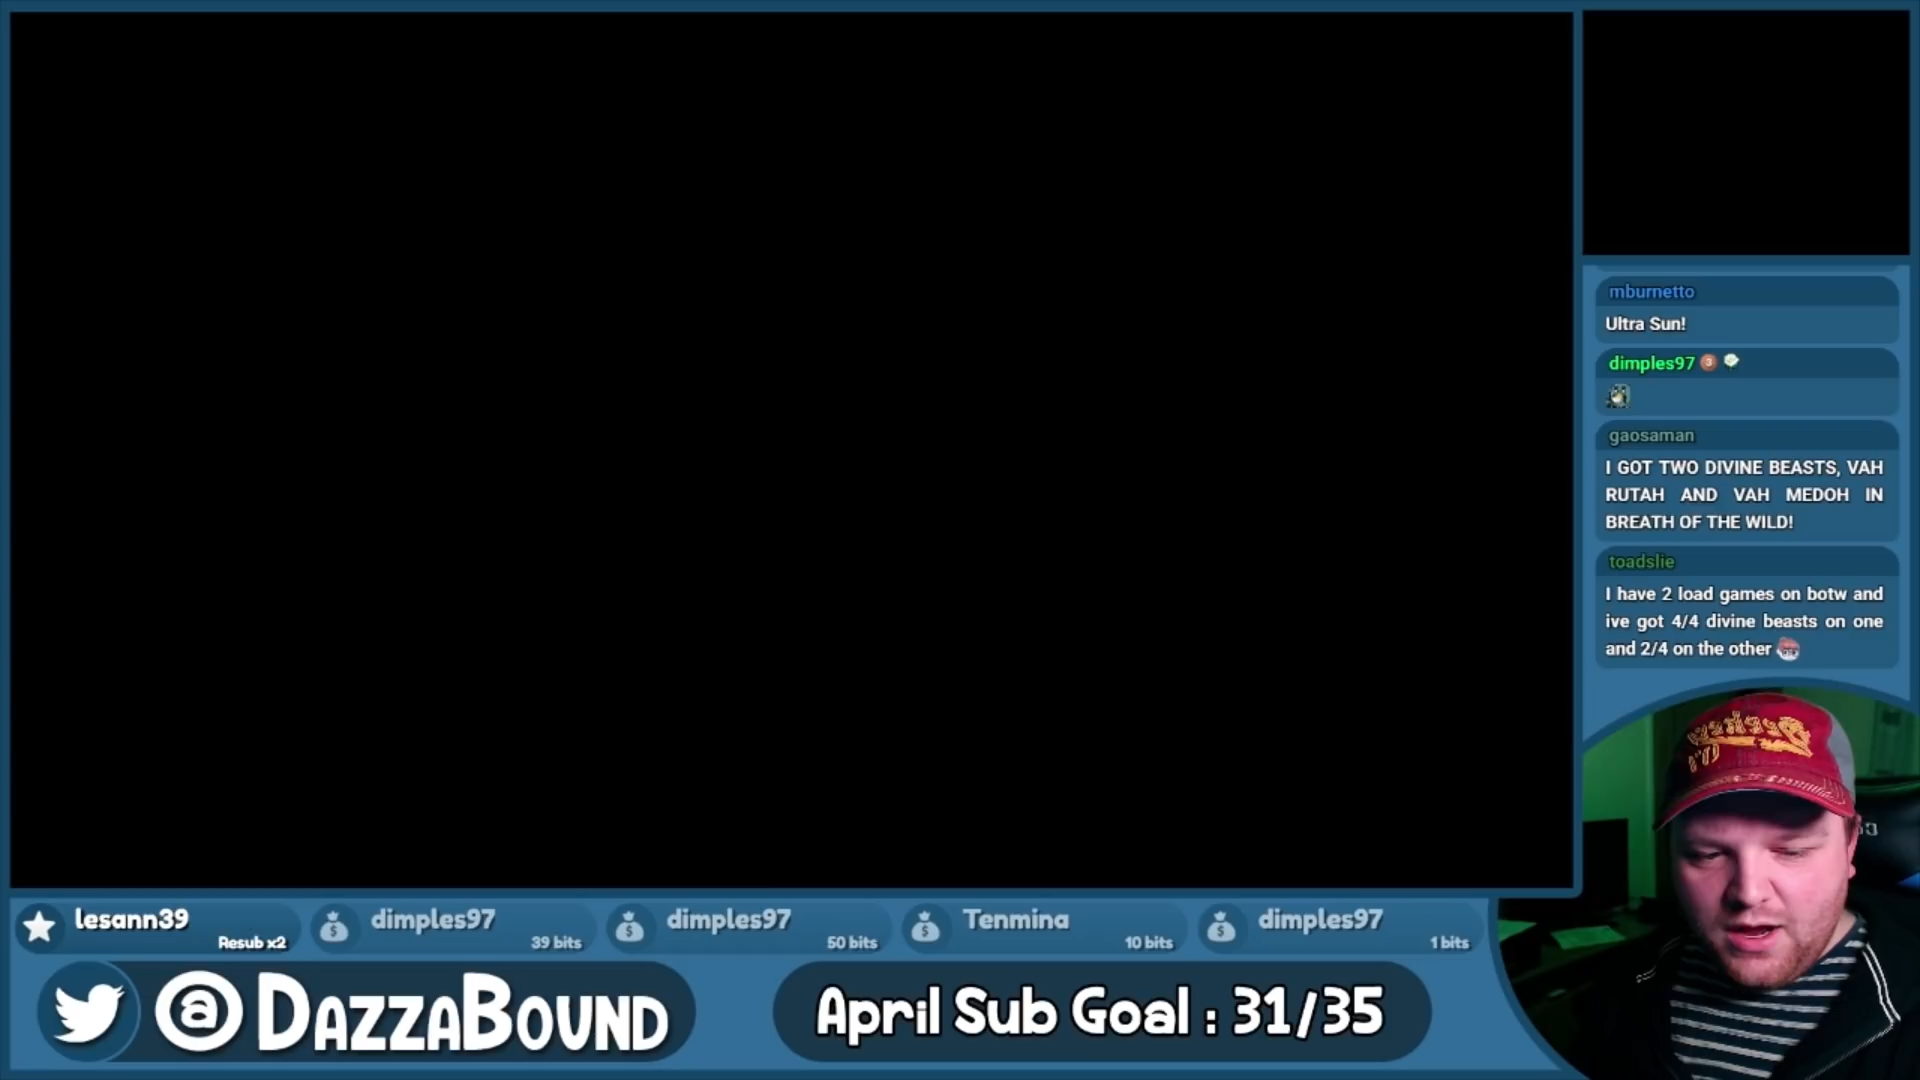 mburnetto
Ultra Sun!
dimples97
gaosaman
I GOT TWO DIVINE BEASTS, VAH
RUTAH AND VAH MEDOH IN
BREATH OF THE WILD!
toadslie
I have 2 load games on botw and
ive got 4/4 divine beasts on one
and 2/4 on the other
lesann39
Resub x2
dimples97
39 bits
dimples97
50 bits
Tenmina
10 bits
dimples97
1 bits
@DAZZABOUND
April Sub Goal : 31/35